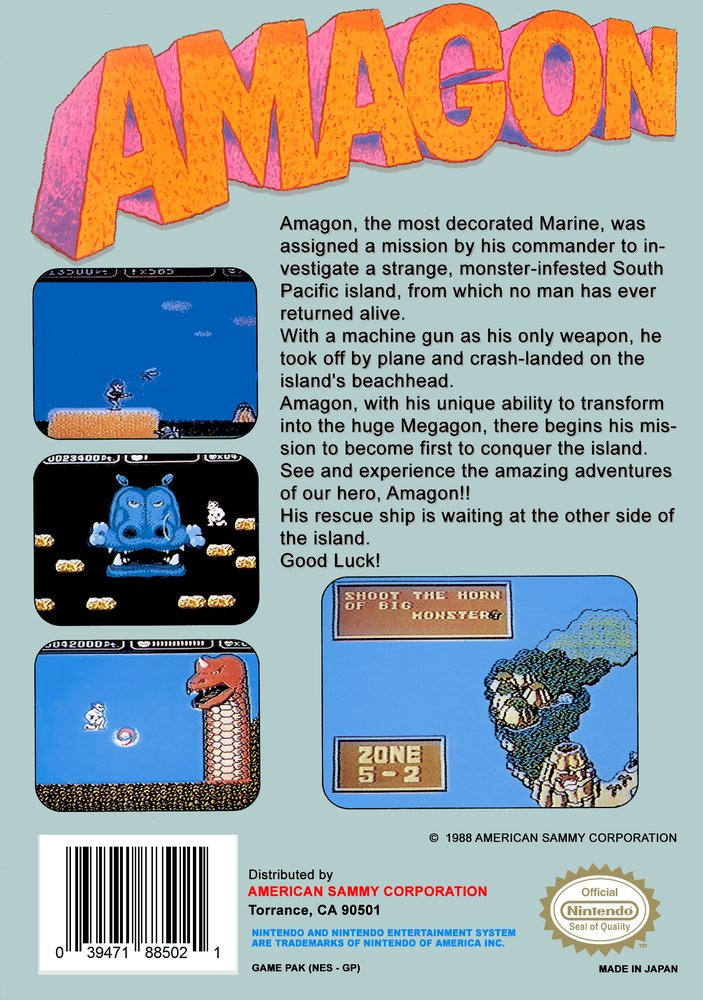 AMAGON
Amagon, the most decorated Marine, was
assigned a mission by his commander to in-
vestigate a strange, monster-infested South
Pacific island, from which no man has ever
returned alive.
With a machine gun as his only weapon, he
took off by plane and crash-landed on the
island's beachhead.
Amagon, with his unique ability to transform
into the huge Megagon, there begins his mis-
sion to become first to conquer the island.
See and experience the amazing adventures
of our hero, Amagon!!
His rescue ship is waiting at the other side of
the island.
Good Luck!
13500Pt. x585
0023400Pt. x04
0042000Pt.
SHOOT THE HORN
OF BIG
MONSTER
ZONE
5-2
© 1988 AMERICAN SAMMY CORPORATION
Distributed by
AMERICAN SAMMY CORPORATION
Torrance, CA 90501
NINTENDO AND NINTENDO ENTERTAINMENT SYSTEM
ARE TRADEMARKS OF NINTENDO OF AMERICA INC.
GAME PAK (NES - GP)
0 39471 88502 1
Official
Nintendo
Seal of Quality
TM
MADE IN JAPAN